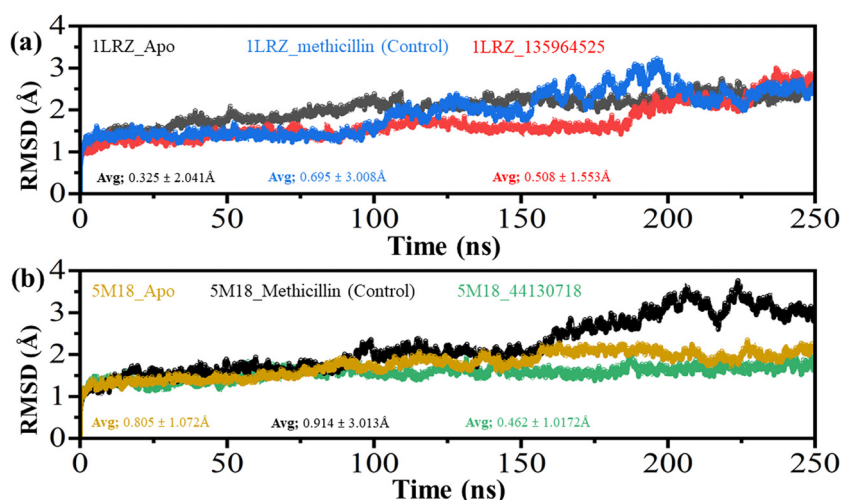 (a)
1LRZ_Apo 1LRZ_methicillin (Control) 1LRZ_135964525
RMSD (Å)
4
3
2
1
0
Avg; 0.325 ± 2.041Å Avg; 0.695 ± 3.008Å Avg; 0.508 ± 1.553Å
0 50 100 150 200 250
Time (ns)
(b)
5M18_Apo 5M18_Methicillin (Control) 5M18_44130718
RMSD (Å)
4
3
2
1
0
Avg; 0.805 ± 1.072Å Avg; 0.914 ± 3.013Å Avg; 0.462 ± 1.0172Å
0 50 100 150 200 250
Time (ns)